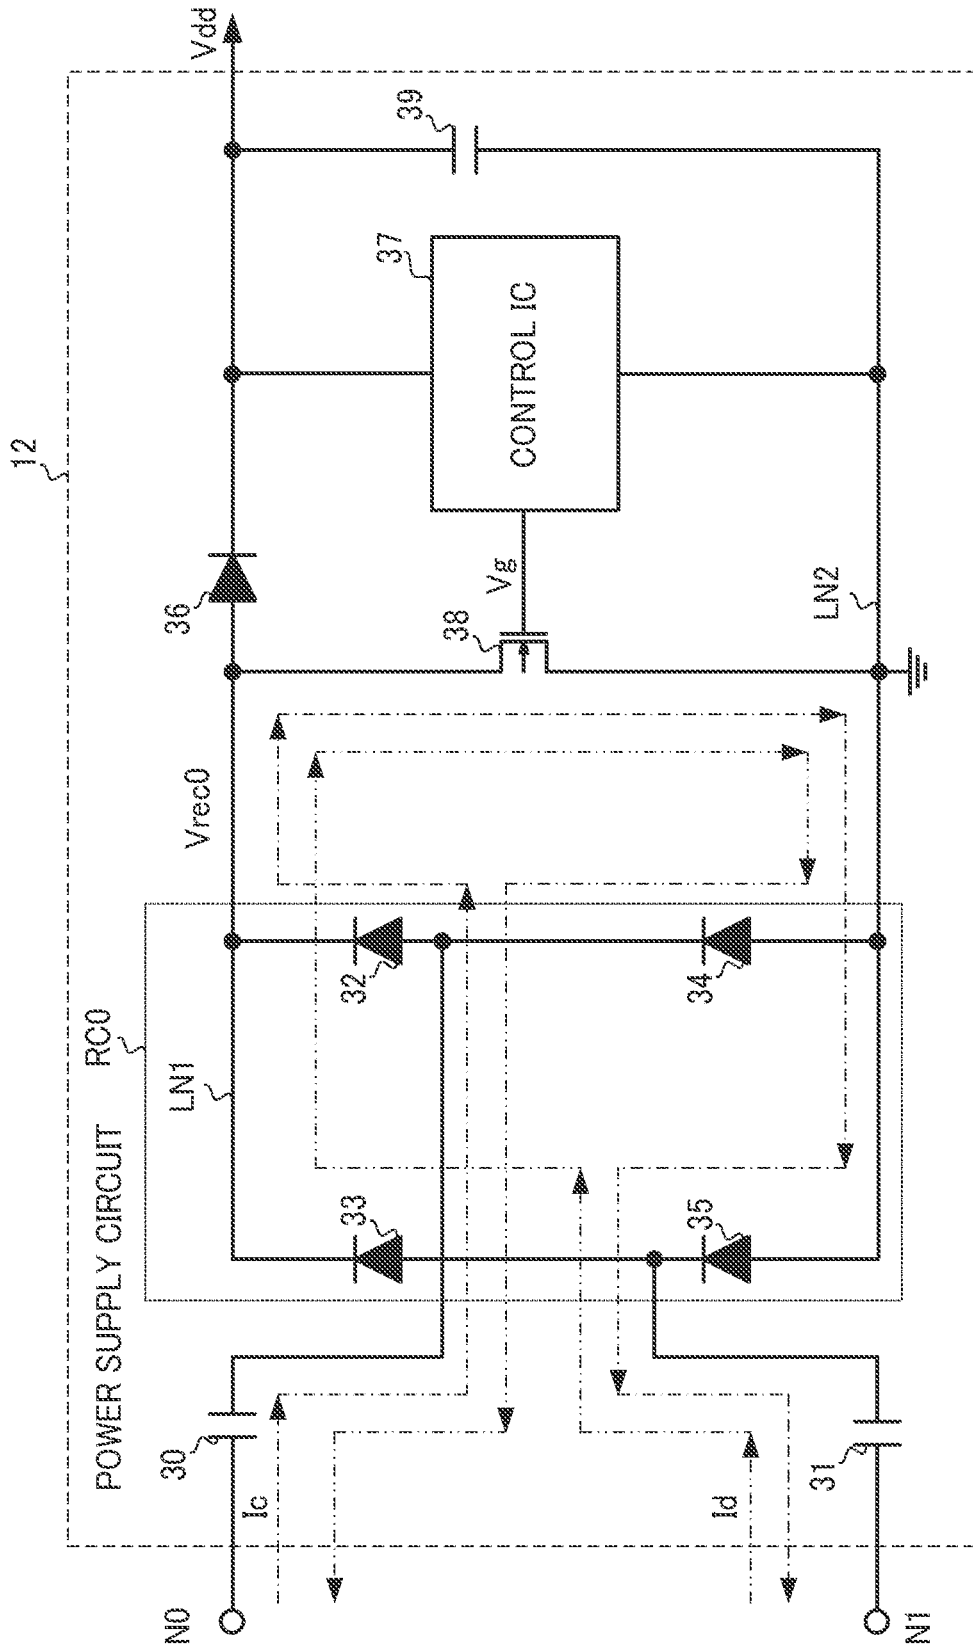 12
POWER SUPPLY CIRCUIT
RC0
N0
30
Ic
LN1
33
32
Vrec0
36
38
Vg
37
CONTROL IC
39
Vdd
N1
31
Id
35
34
LN2